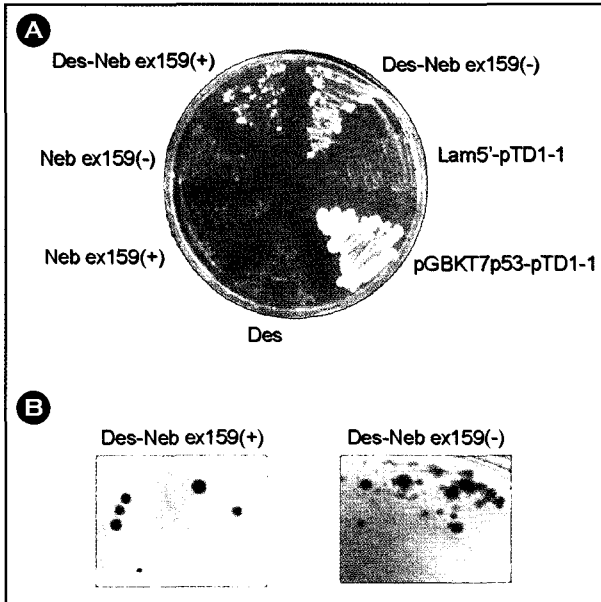 A
Des-Neb ex159(+)
Des-Neb ex159(-)
Neb ex159(-)
Lam5'-pTD1-1
Neb ex159(+)
pGBKT7p53-pTD1-1
Des
B
Des-Neb ex159(+)
Des-Neb ex159(-)